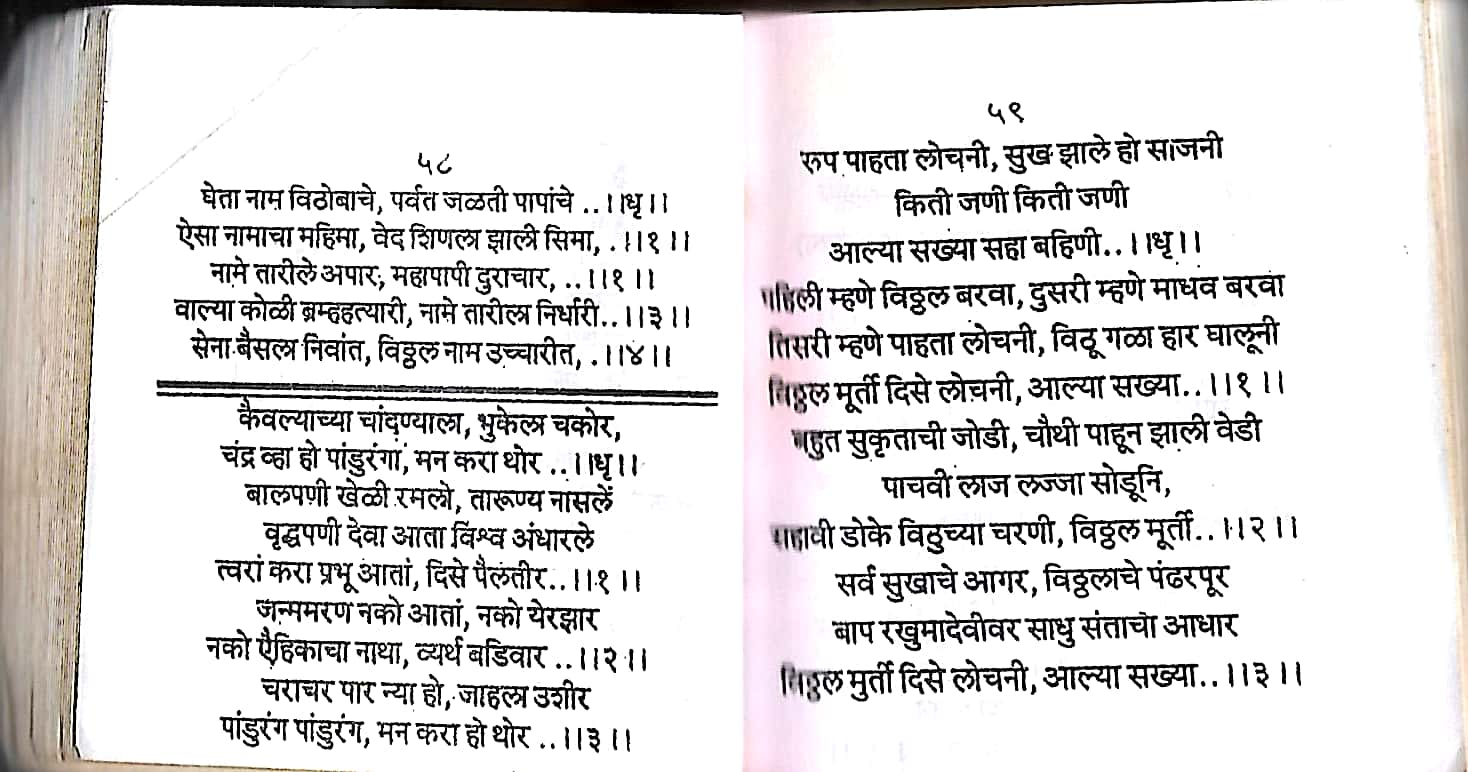 ५८
घेता नाम विठोबाचे, पर्वत जळती पापांचे ..।।धृ।।
ऐसा नामाचा महिमा, वेद शिणला झाली सिमा, .।।१।।
नामे तारीले अपार, महापापी दुराचार, ..।।१।।
वाल्या कोळी ब्रम्हहत्यारी, नामे तारीला निर्धारी..।।३।।
सेना बैसला निवांत, विठ्ठल नाम उच्चारीत, .।।४।।
कैवल्याच्या चांदण्याला, भुकेला चकोर,
चंद्र व्हा हो पांडुरंगा, मन करा थोर ..।।धृ।।
बालपणी खेळी रमलो, तारूण्य नासलें
वृद्धपणी देवा आता विश्व अंधारले
त्वरां करा प्रभू आतां, दिसे पैलतीर..।।१।।
जन्ममरण नको आतां, नको येरझार
नको ऐहिकाचा नाथा, व्यर्थ बडिवार ..।।२।।
चराचर पार न्या हो, जाहला उशीर
पांडुरंग पांडुरंग, मन करा हो थोर ..।।३।।
५९
रुप पाहता लोचनी, सुख झाले हो साजनी
किती जणी किती जणी
आल्या सख्या सहा बहिणी..।।धृ।।
पहिली म्हणे विठ्ठल बरवा, दुसरी म्हणे माधव बरवा
तिसरी म्हणे पाहता लोचनी, विठू गळा हार घालूनी
विठ्ठल मूर्ती दिसे लोचनी, आल्या सख्या..।।१।।
बहुत सुकृताची जोडी, चौथी पाहून झाली वेडी
पाचवी लाज लज्जा सोडूनि,
सहावी डोके विठुच्या चरणी, विठ्ठल मूर्ती..।।२।।
सर्व सुखाचे आगर, विठ्ठलाचे पंढरपूर
बाप रखुमादेवीवर साधु संताचा आधार
विठ्ठल मुर्ती दिसे लोचनी, आल्या सख्या..।।३।।